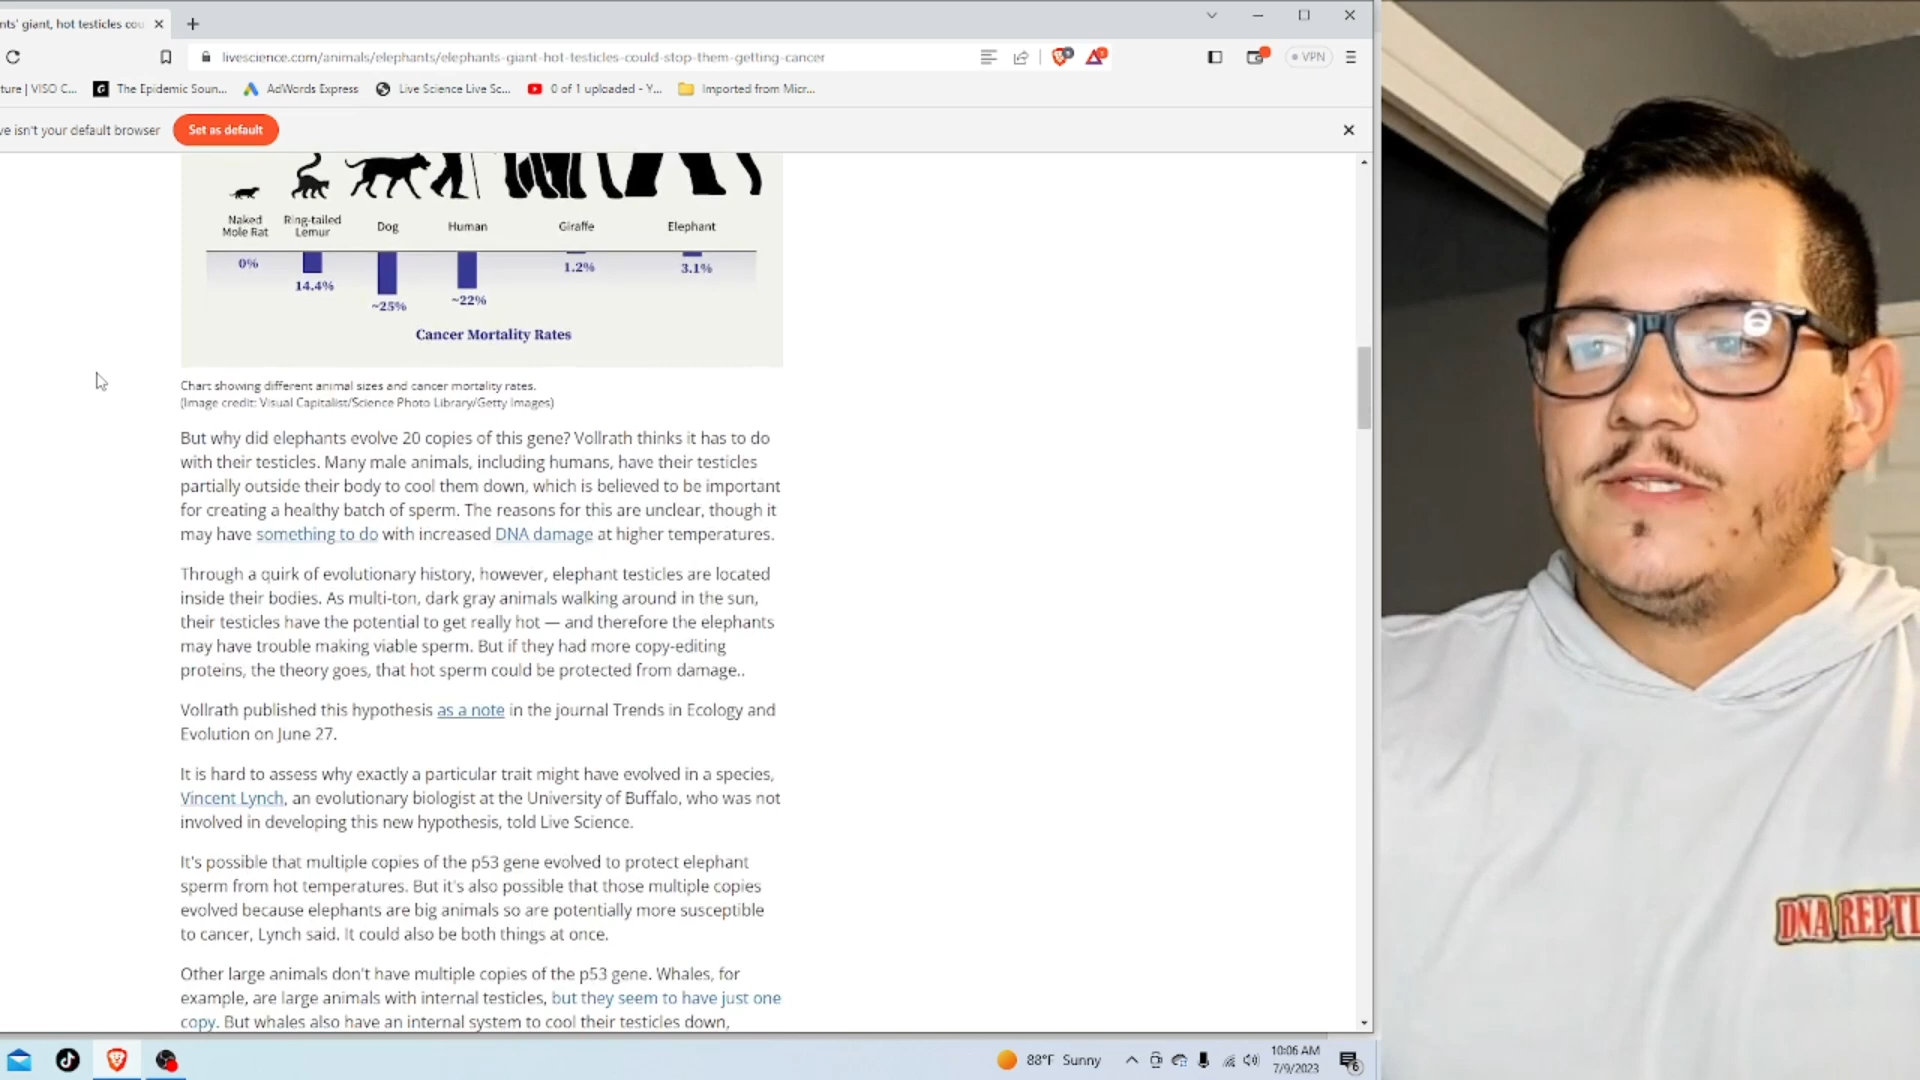 nts' giant, hot testicles cou
livescience.com/animals/elephants/elephants-giant-hot-testicles-could-stop-them-getting-cancer
VPN
ture | VISO C...
The Epidemic Soun...
AdWords Express
Live Science Live Sc...
0 of 1 uploaded - Y...
Imported from Micr...
ve isn't your default browser
Set as default
Naked
Mole Rat
Ring-tailed
Lemur
Dog
Human
Giraffe
Elephant
0%
14.4%
~25%
~22%
1.2%
3.1%
Cancer Mortality Rates
Chart showing different animal sizes and cancer mortality rates.
(Image credit: Visual Capitalist/Science Photo Library/Getty Images)
But why did elephants evolve 20 copies of this gene? Vollrath thinks it has to do
with their testicles. Many male animals, including humans, have their testicles
partially outside their body to cool them down, which is believed to be important
for creating a healthy batch of sperm. The reasons for this are unclear, though it
may have something to do with increased DNA damage at higher temperatures.
Through a quirk of evolutionary history, however, elephant testicles are located
inside their bodies. As multi-ton, dark gray animals walking around in the sun,
their testicles have the potential to get really hot — and therefore the elephants
may have trouble making viable sperm. But if they had more copy-editing
proteins, the theory goes, that hot sperm could be protected from damage..
Vollrath published this hypothesis as a note in the journal Trends in Ecology and
Evolution on June 27.
It is hard to assess why exactly a particular trait might have evolved in a species,
Vincent Lynch, an evolutionary biologist at the University of Buffalo, who was not
involved in developing this new hypothesis, told Live Science.
It's possible that multiple copies of the p53 gene evolved to protect elephant
sperm from hot temperatures. But it's also possible that those multiple copies
evolved because elephants are big animals so are potentially more susceptible
to cancer, Lynch said. It could also be both things at once.
Other large animals don't have multiple copies of the p53 gene. Whales, for
example, are large animals with internal testicles, but they seem to have just one
copy. But whales also have an internal system to cool their testicles down,
DNA REPTI
88°F Sunny
10:06 AM
7/9/2023
6